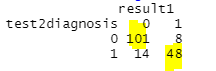 result1
test2diagnosis 0 1
0 101 8
1 14 48